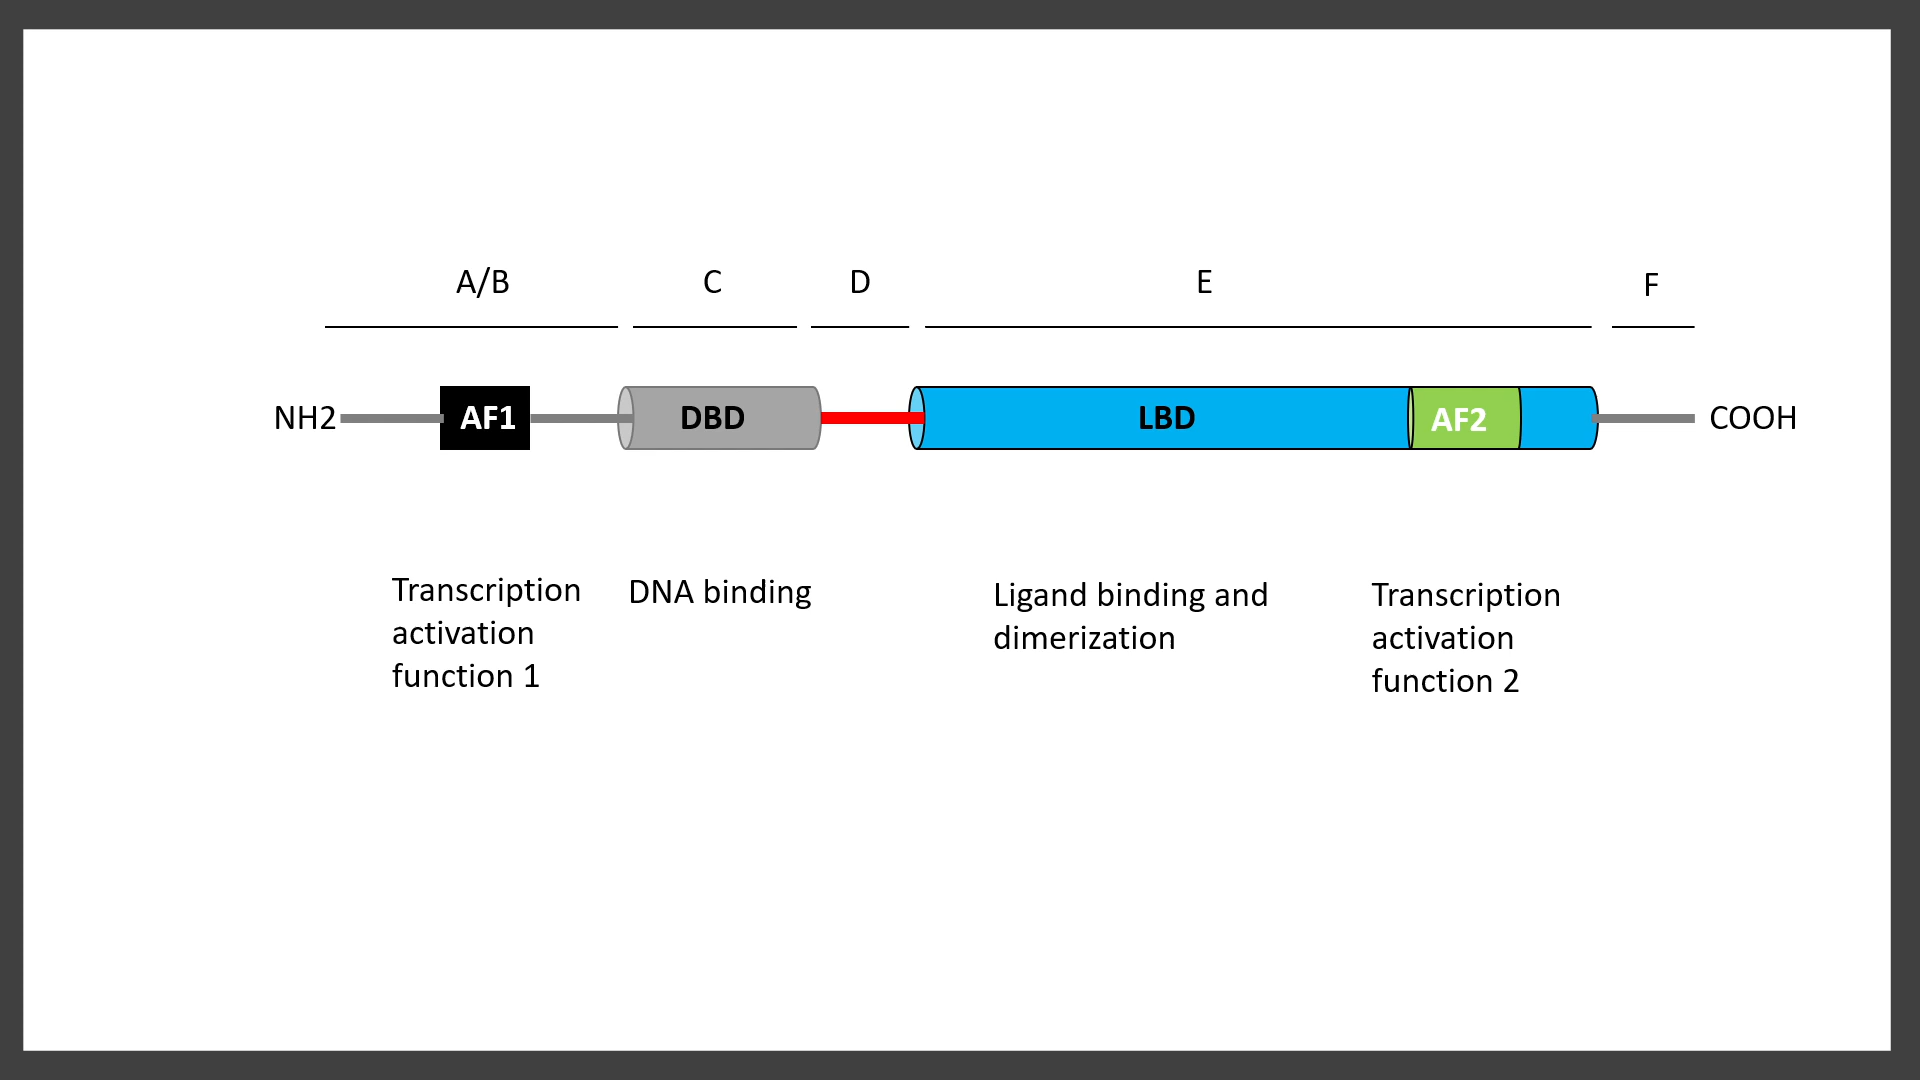 A/B
C
D
E
F
NH2
AF1
DBD
LBD
AF2
COOH
Transcription
activation
function 1
DNA binding
Ligand binding and
dimerization
Transcription
activation
function 2